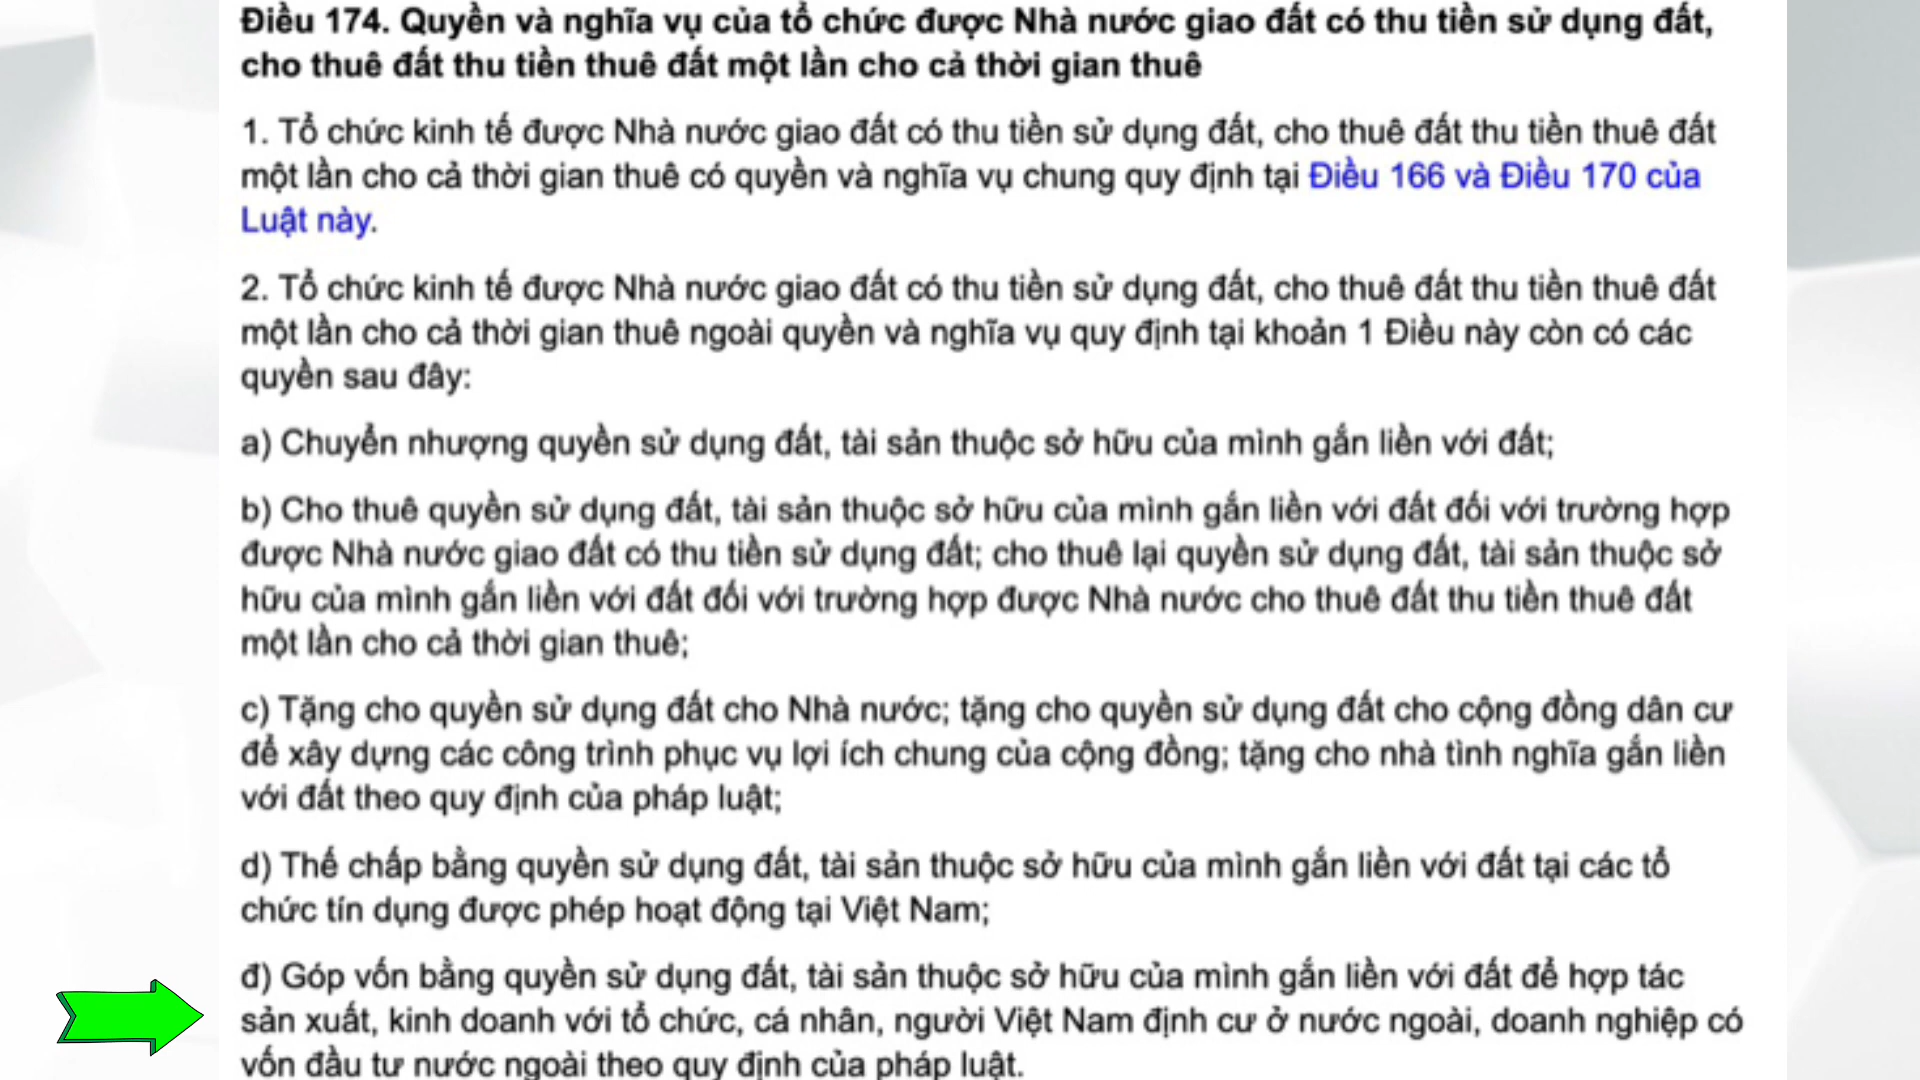 Điều 174. Quyền và nghĩa vụ của tổ chức được Nhà nước giao đất có thu tiền sử dụng đất,
cho thuê đất thu tiền thuê đất một lần cho cả thời gian thuê
1. Tổ chức kinh tế được Nhà nước giao đất có thu tiền sử dụng đất, cho thuê đất thu tiền thuê đất
một lần cho cả thời gian thuê có quyền và nghĩa vụ chung quy định tại Điều 166 và Điều 170 của
Luật này.
2. Tổ chức kinh tế được Nhà nước giao đất có thu tiền sử dụng đất, cho thuê đất thu tiền thuê đất
một lần cho cả thời gian thuê ngoài quyền và nghĩa vụ quy định tại khoản 1 Điều này còn có các
quyền sau đây:
a) Chuyển nhượng quyền sử dụng đất, tài sản thuộc sở hữu của mình gắn liền với đất;
b) Cho thuê quyền sử dụng đất, tài sản thuộc sở hữu của mình gắn liền với đất đối với trường hợp
được Nhà nước giao đất có thu tiền sử dụng đất; cho thuê lại quyền sử dụng đất, tài sản thuộc sở
hữu của mình gắn liền với đất đối với trường hợp được Nhà nước cho thuê đất thu tiền thuê đất
một lần cho cả thời gian thuê;
c) Tặng cho quyền sử dụng đất cho Nhà nước; tặng cho quyền sử dụng đất cho cộng đồng dân cư
để xây dựng các công trình phục vụ lợi ích chung của cộng đồng; tặng cho nhà tình nghĩa gắn liền
với đất theo quy định của pháp luật;
d) Thế chấp bằng quyền sử dụng đất, tài sản thuộc sở hữu của mình gắn liền với đất tại các tổ
chức tín dụng được phép hoạt động tại Việt Nam;
đ) Góp vốn bằng quyền sử dụng đất, tài sản thuộc sở hữu của mình gắn liền với đất để hợp tác
sản xuất, kinh doanh với tổ chức, cá nhân, người Việt Nam định cư ở nước ngoài, doanh nghiệp có
vốn đầu tư nước ngoài theo quy định của pháp luật.